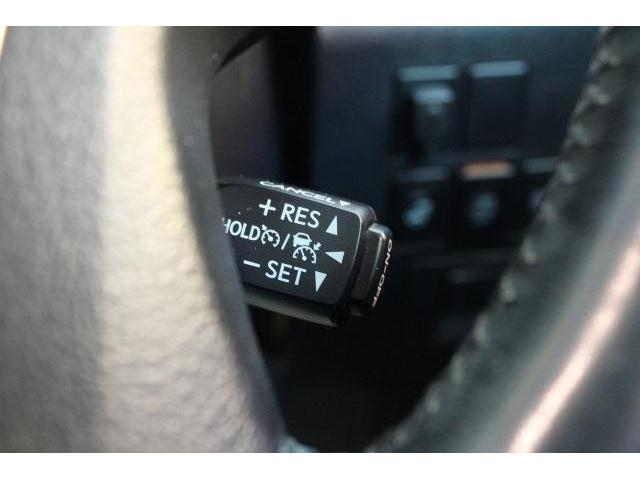 CANCEL▼
+ RES ▲
HOLD / ◀
- SET ▼
ON-OFF